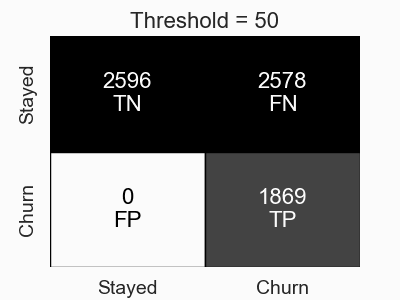 Threshold = 50
Stayed
2596
TN
2578
FN
Churn
0
FP
1869
TP
Stayed
Churn